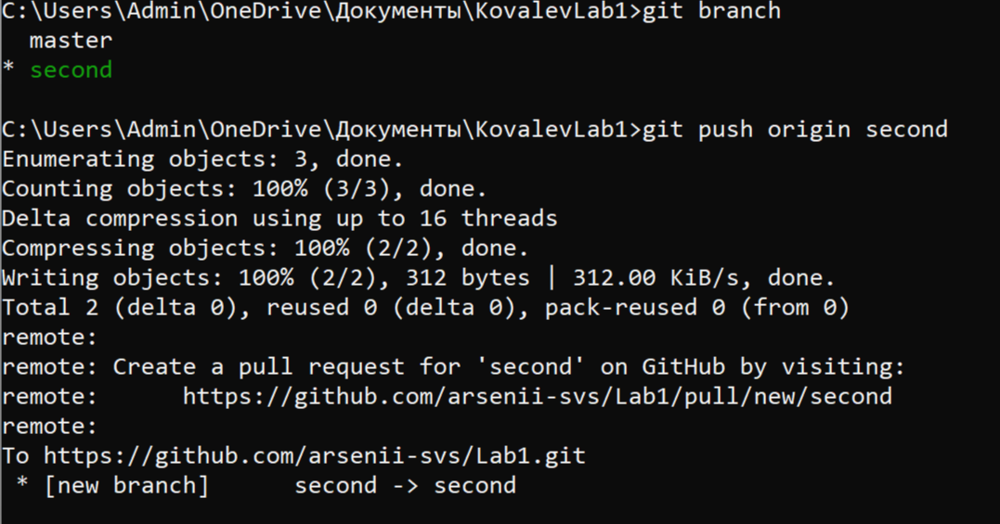 C:\Users\Admin\OneDrive\Документы\KovalevLab1>git branch
  master
* second

C:\Users\Admin\OneDrive\Документы\KovalevLab1>git push origin second
Enumerating objects: 3, done.
Counting objects: 100% (3/3), done.
Delta compression using up to 16 threads
Compressing objects: 100% (2/2), done.
Writing objects: 100% (2/2), 312 bytes | 312.00 KiB/s, done.
Total 2 (delta 0), reused 0 (delta 0), pack-reused 0 (from 0)
remote:
remote: Create a pull request for 'second' on GitHub by visiting:
remote:      https://github.com/arsenii-svs/Lab1/pull/new/second
remote:
To https://github.com/arsenii-svs/Lab1.git
 * [new branch]      second -> second